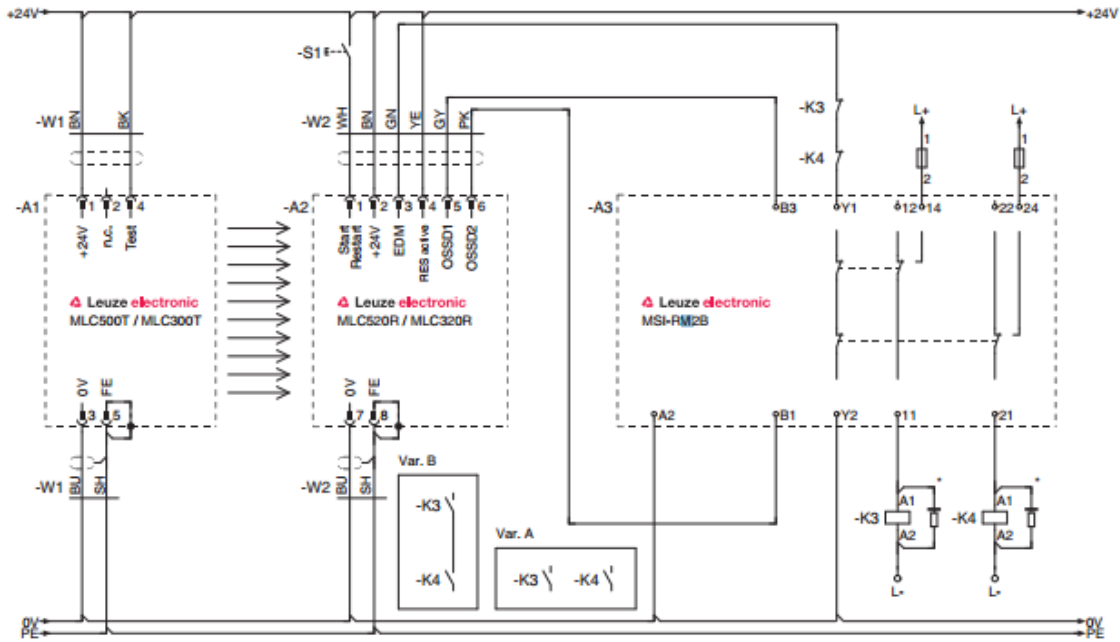 +24V +24V
-S1
-W1 BN BK -W2 WH BN GN YE GY PK
-K3
-K4
L+ L+
1 1
2 2
-A1 1 2 4 -A2 1 2 3 4 5 6 -A3 B3 Y1 12 14 22 24
+24V n.c. Test Start Restart +24V EDM RES active OSSD1 OSSD2
Leuze electronic Leuze electronic Leuze electronic
MLC500T / MLC300T MLC520R / MLC320R MSI-RM2B
0V FE 0V FE
3 5 7 8 A2 B1 Y2 11 21
-W1 BU SH -W2 BU SH
Var. B
-K3
-K4
Var. A
-K3 -K4
* *
-K3 A1 A2 -K4 A1 A2
L- L-
0V 0V
PE PE